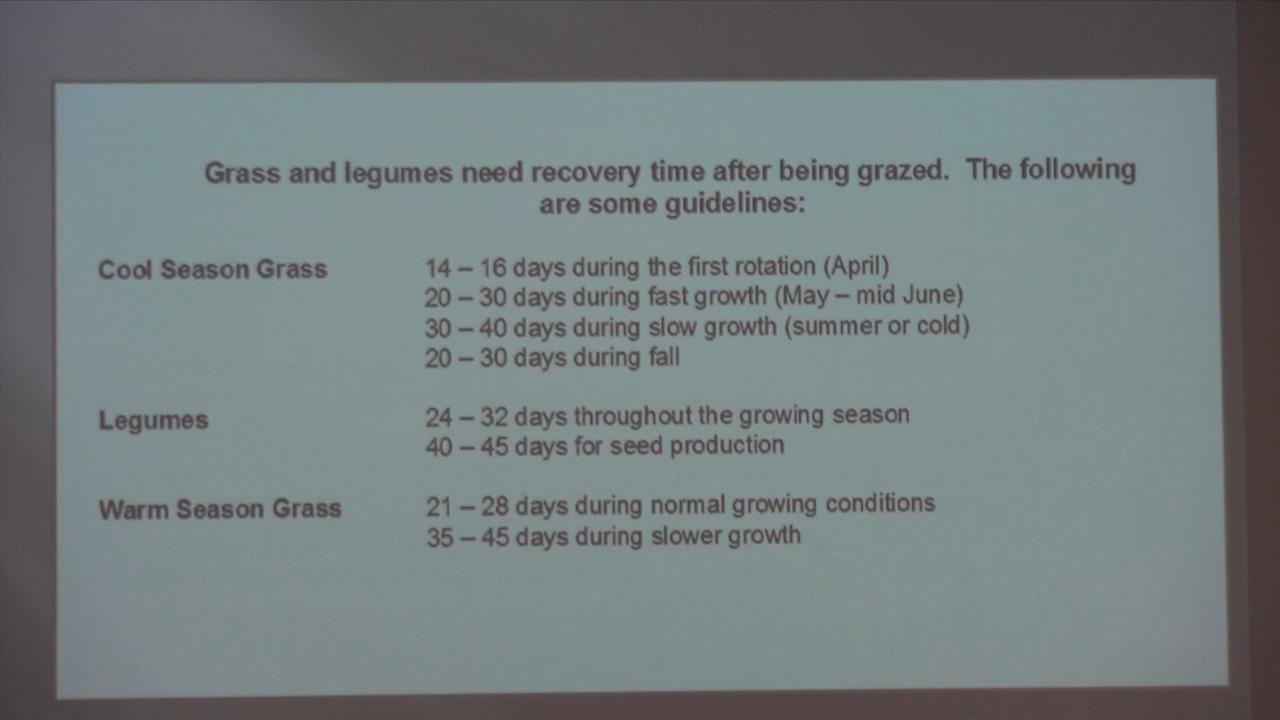 Grass and legumes need recovery time after being grazed.  The following
are some guidelines:
Cool Season Grass 14 – 16 days during the first rotation (April)
20 – 30 days during fast growth (May – mid June)
30 – 40 days during slow growth (summer or cold)
20 – 30 days during fall
Legumes 24 – 32 days throughout the growing season
40 – 45 days for seed production
Warm Season Grass 21 – 28 days during normal growing conditions
35 – 45 days during slower growth